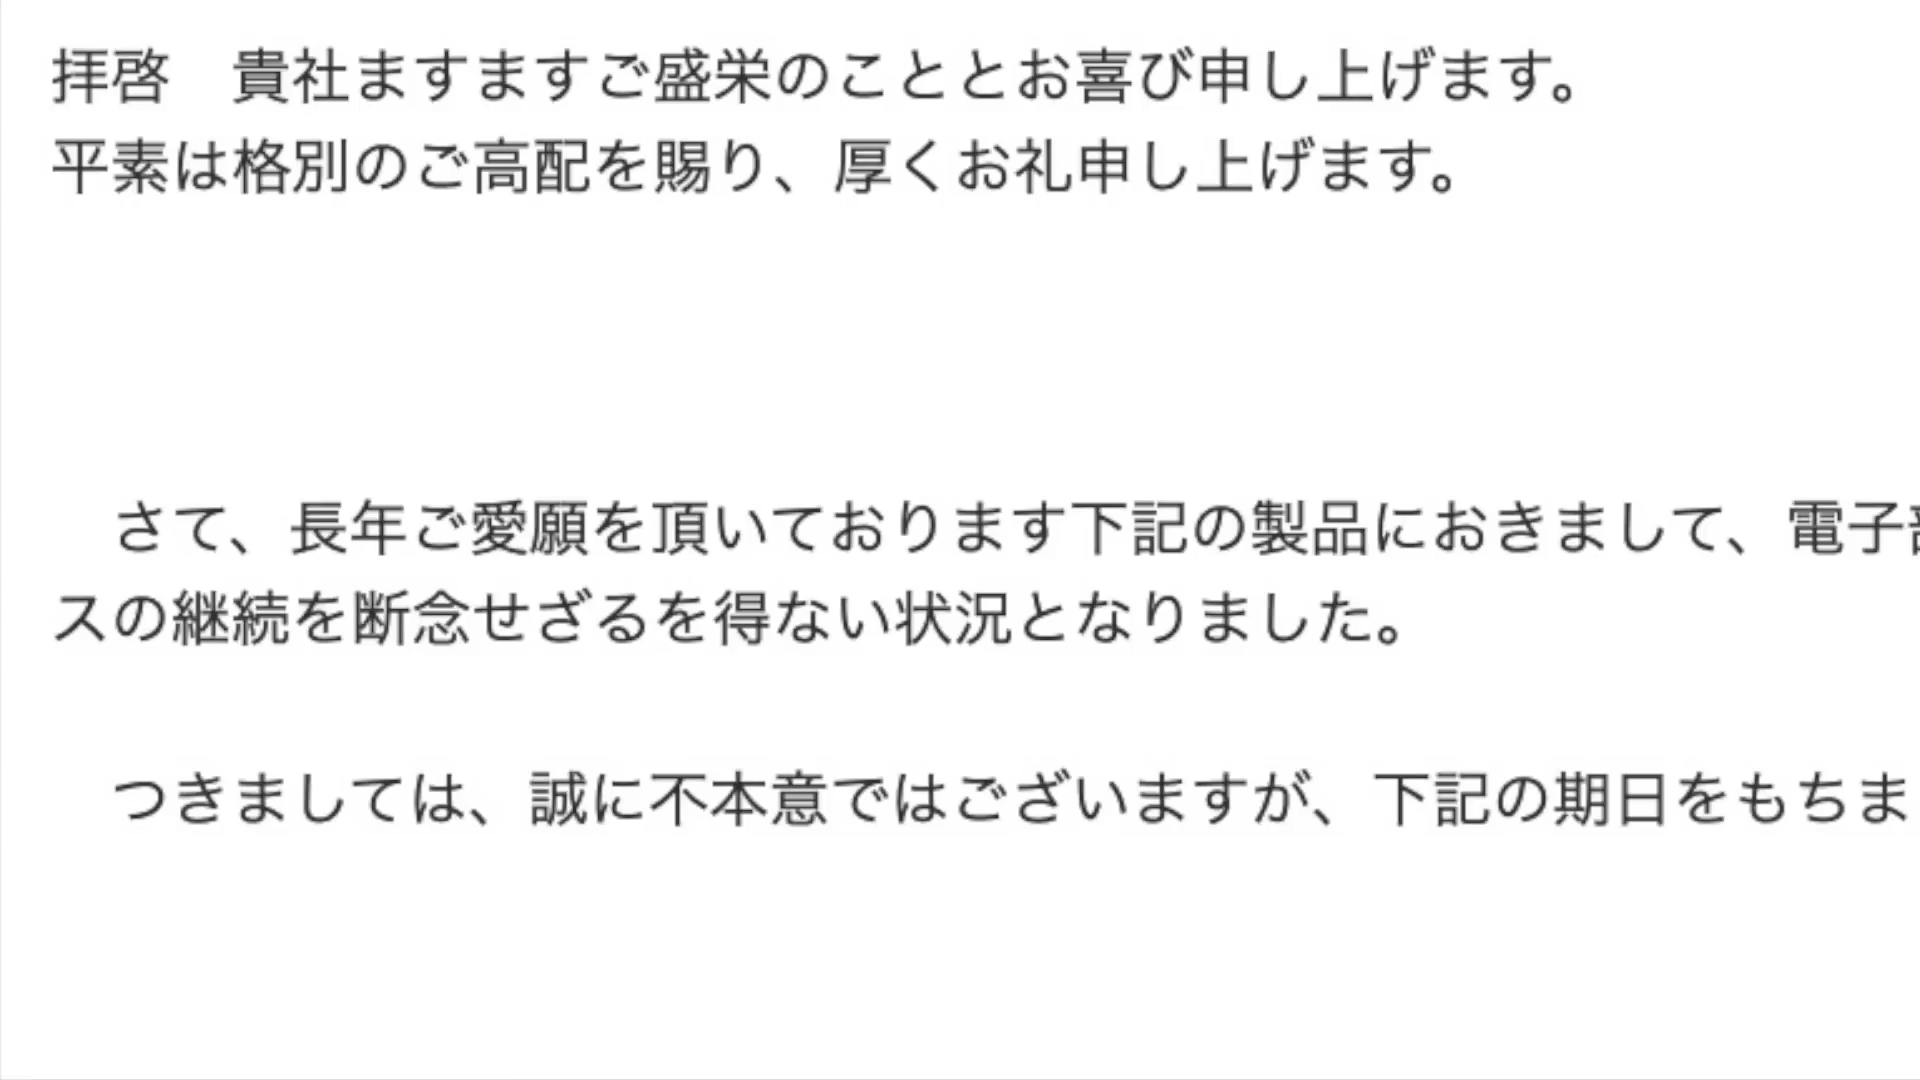 拝啓　貴社ますますご盛栄のこととお喜び申し上げます。
平素は格別のご高配を賜り、厚くお礼申し上げます。
さて、長年ご愛願を頂いております下記の製品におきまして、電子
スの継続を断念せざるを得ない状況となりました。
つきましては、誠に不本意ではございますが、下記の期日をもちま